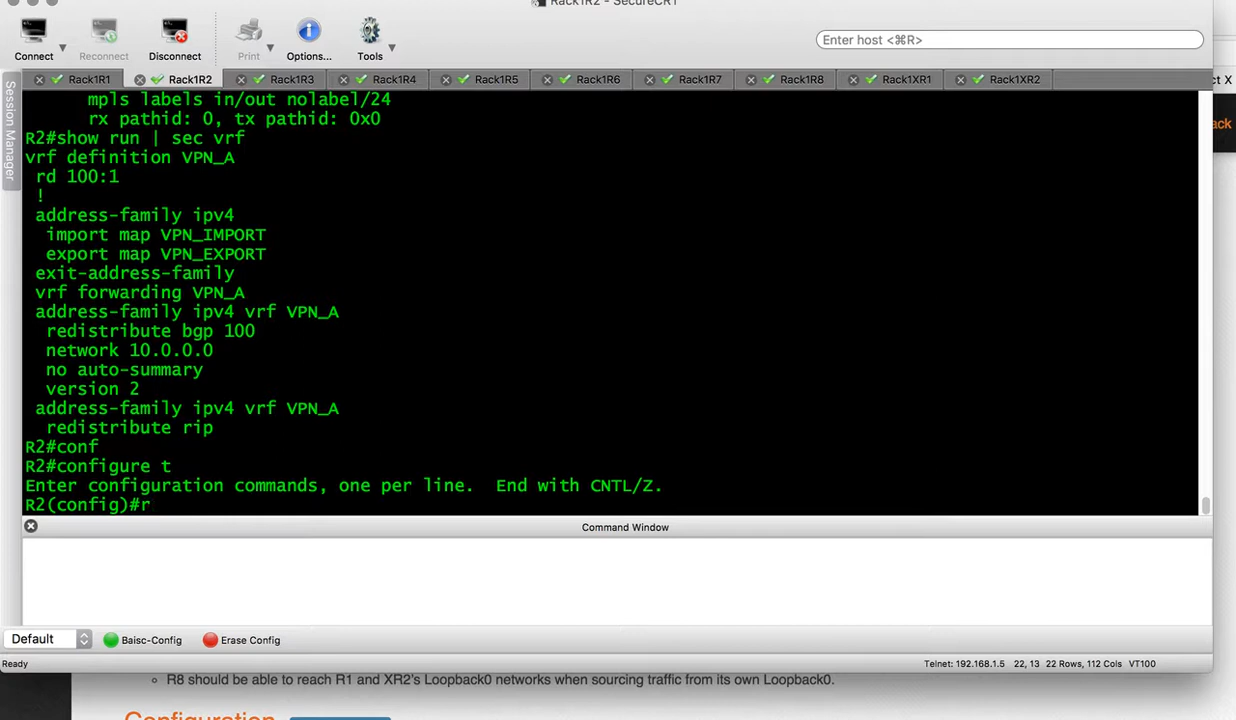 Rack1R2 - SecureCRT
Connect
Reconnect
Disconnect
Print
Options...
Tools
Enter host <⌘R>
Rack1R1
Rack1R2
Rack1R3
Rack1R4
Rack1R5
Rack1R6
Rack1R7
Rack1R8
Rack1XR1
Rack1XR2
ct X
ack
Session Manager
mpls labels in/out nolabel/24
rx pathid: 0, tx pathid: 0x0
R2#show run | sec vrf
vrf definition VPN_A
rd 100:1
!
address-family ipv4
import map VPN_IMPORT
export map VPN_EXPORT
exit-address-family
vrf forwarding VPN_A
address-family ipv4 vrf VPN_A
redistribute bgp 100
network 10.0.0.0
no auto-summary
version 2
address-family ipv4 vrf VPN_A
redistribute rip
R2#conf
R2#configure t
Enter configuration commands, one per line.  End with CNTL/Z.
R2(config)#r
Command Window
Default
Baisc-Config
Erase Config
Ready
Telnet: 192.168.1.5  22, 13  22 Rows, 112 Cols  VT100
R8 should be able to reach R1 and XR2's Loopback0 networks when sourcing traffic from its own Loopback0.
Configuration